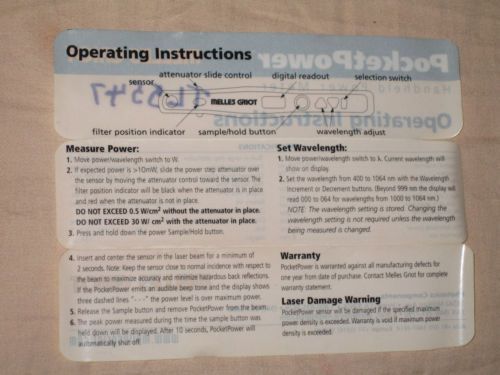 Operating Instructions
attenuator slide control digital readout selection switch
sensor
MELLES GRIOT
filter position indicator sample/hold button wavelength adjust
Measure Power:
1. Move power/wavelength switch to W.
2. If expected power is >10mW, slide the power step attenuator over
the sensor by moving the attenuator control toward the sensor. The
filter position indicator will be black when the attenuator is in place
and red when the attenuator is not in place.
DO NOT EXCEED 0.5 W/cm² without the attenuator in place.
DO NOT EXCEED 30 W/ cm² with the attenuator in place.
3. Press and hold down the power Sample/Hold button.
Set Wavelength:
1. Move power/wavelength switch to λ. Current wavelength will
show on display.
2. Set the wavelength from 400 to 1064 nm with the Wavelength
Increment or Decrement buttons. (Beyond 999 nm the display will
read 000 to 064 for wavelengths from 1000 to 1064 nm.)
NOTE: The wavelength setting is stored. Changing the
wavelength setting is not required unless the wavelength
being measured is changed.
4. Insert and center the sensor in the laser beam for a minimum of
2 seconds. Note: Keep the sensor close to normal incidence with respect to
the beam to maximize accuracy and minimize hazardous back reflections.
If the PocketPower emits an audible beep tone and the display shows
three dashed lines "- - -" the power level is over maximum power.
5. Release the Sample button and remove PocketPower from the beam.
6. The peak power measured during the time the sample button was
held down will be displayed. After 10 seconds, PocketPower will
automatically shut off.
Warranty
PocketPower is warranted against all manufacturing defects for
one year from date of purchase. Contact Melles Griot for complete
warranty statement.
Laser Damage Warning
PocketPower sensor will be damaged if the specified maximum
power density is exceeded. Warranty is void if maximum power
density is exceeded.
PocketPower
Handheld Power Meter
Operating Instructions